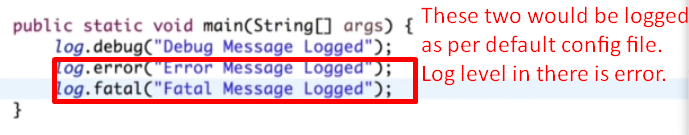 public static void main(String[] args) {
log.debug("Debug Message Logged");
log.error("Error Message Logged");
log.fatal("Fatal Message Logged");
}
These two would be logged
as per default config file.
Log level in there is error.